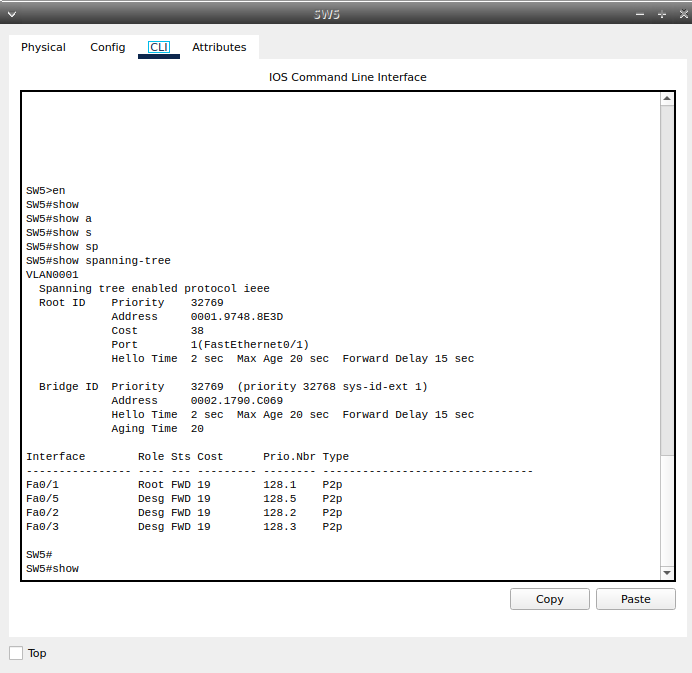 SW5
Physical Config CLI Attributes
IOS Command Line Interface
SW5>en
SW5#show
SW5#show a
SW5#show s
SW5#show sp
SW5#show spanning-tree
VLAN0001
  Spanning tree enabled protocol ieee
  Root ID    Priority    32769
             Address     0001.9748.8E3D
             Cost        38
             Port        1(FastEthernet0/1)
             Hello Time  2 sec  Max Age 20 sec  Forward Delay 15 sec

  Bridge ID  Priority    32769  (priority 32768 sys-id-ext 1)
             Address     0002.1790.C069
             Hello Time  2 sec  Max Age 20 sec  Forward Delay 15 sec
             Aging Time  20

Interface        Role Sts Cost      Prio.Nbr Type
---------------- ---- --- --------- -------- --------------------------------
Fa0/1            Root FWD 19        128.1    P2p
Fa0/5            Desg FWD 19        128.5    P2p
Fa0/2            Desg FWD 19        128.2    P2p
Fa0/3            Desg FWD 19        128.3    P2p

SW5#
SW5#show
Copy Paste
Top